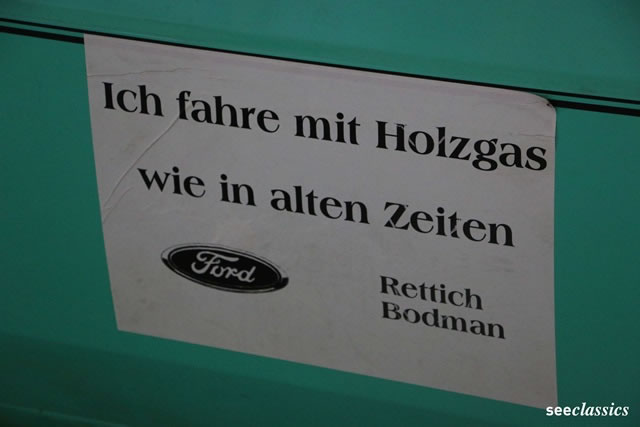 Ich fahre mit Holzgas
wie in alten Zeiten
Ford
Rettich
Bodman
seeclassics